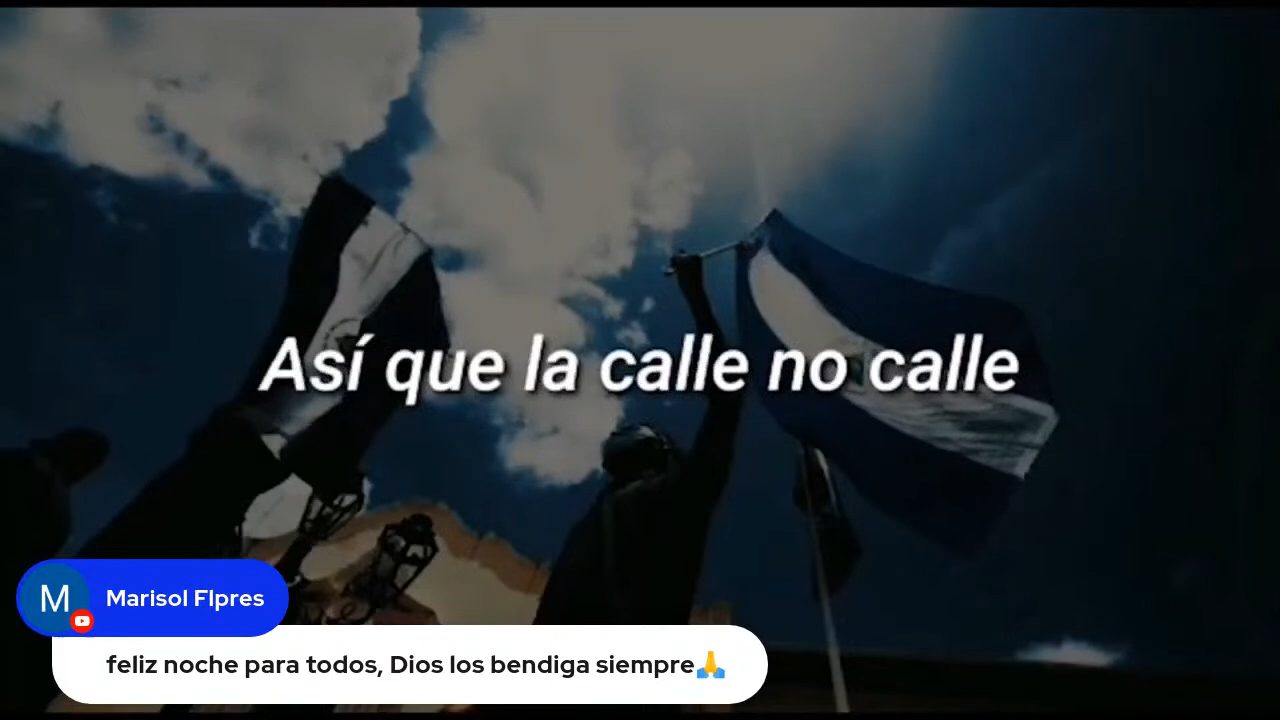 Así que la calle no calle
M Marisol Flpres
feliz noche para todos, Dios los bendiga siempre🙏